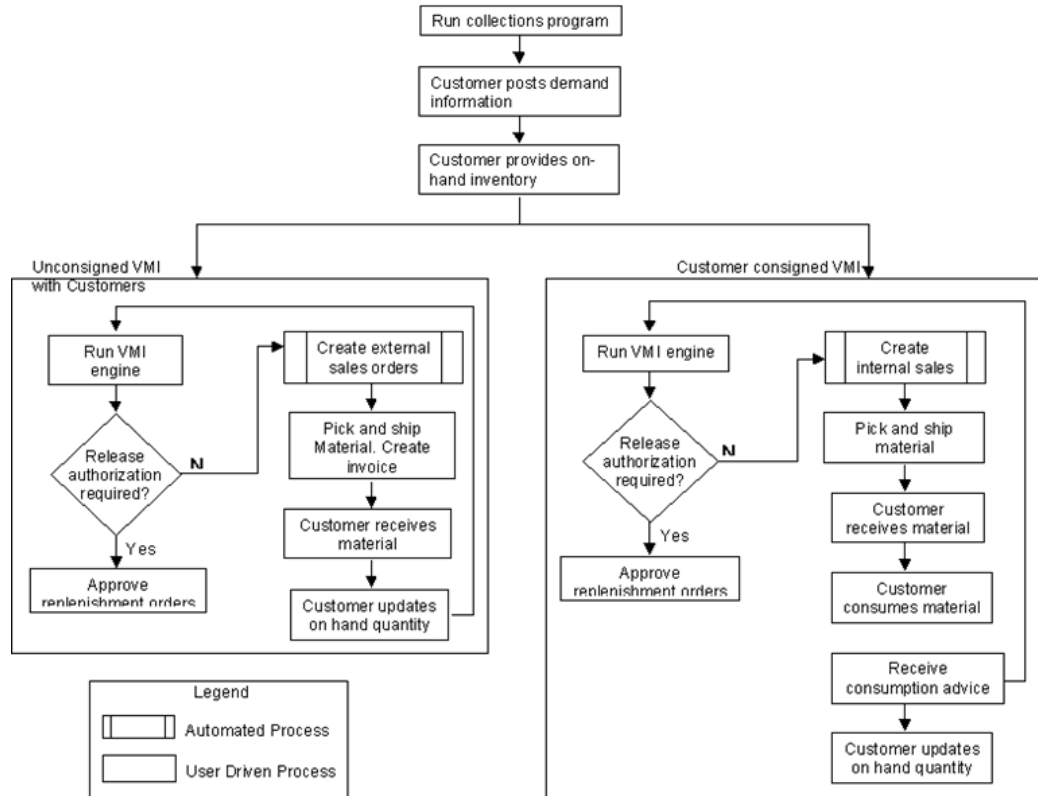 Run collections program
Customer posts demand
information
Customer provides on-
hand inventory
Unconsigned VMI
with Customers
Run VMI
engine
Release
authorization
required?
N
Yes
Approve
replenishment orders
Create external
sales orders
Pick and ship
Material. Create
invoice
Customer receives
material
Customer updates
on hand quantity
Customer consigned VMI
Run VMI engine
Release
authorization
required?
N
Yes
Approve
replenishment orders
Create
internal sales
Pick and ship
material
Customer
receives material
Customer
consumes material
Receive
consumption advice
Customer updates
on hand quantity
Legend
Automated Process
User Driven Process